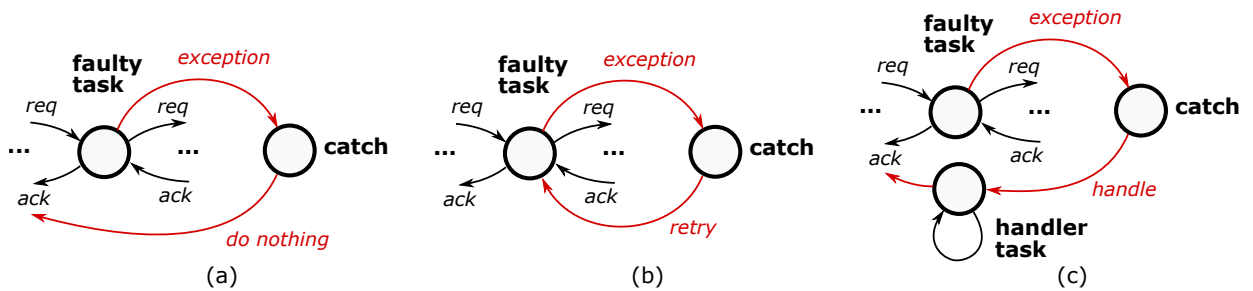 faulty
task
exception
req
req
...
...
catch
ack
ack
do nothing
(a)
faulty
task
exception
req
req
...
...
catch
ack
ack
retry
(b)
faulty
task
exception
req
req
...
...
catch
ack
ack
handle
handler
task
(c)